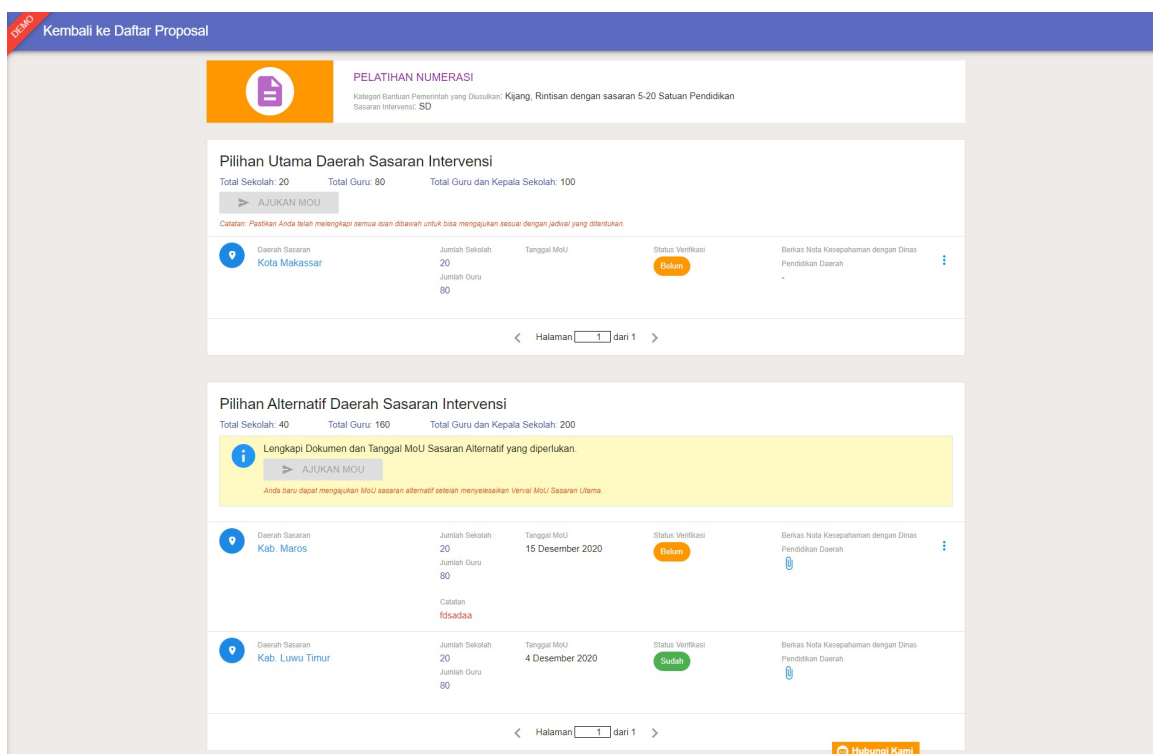 DEMO
Kembali ke Daftar Proposal
PELATIHAN NUMERASI
Kategori Bantuan Pemerintah yang Diusulkan: Kijang, Rintisan dengan sasaran 5-20 Satuan Pendidikan
Sasaran Intervensi: SD
Pilihan Utama Daerah Sasaran Intervensi
Total Sekolah: 20 Total Guru: 80 Total Guru dan Kepala Sekolah: 100
AJUKAN MOU
Catatan: Pastikan Anda telah melengkapi semua isian dibawah untuk bisa mengajukan sesuai dengan jadwal yang ditentukan.
Daerah Sasaran Jumlah Sekolah Tanggal MoU Status Verifikasi Berkas Nota Kesepahaman dengan Dinas
Kota Makassar 20 Belum Pendidikan Daerah
Jumlah Guru -
80
Halaman 1 dari 1
Pilihan Alternatif Daerah Sasaran Intervensi
Total Sekolah: 40 Total Guru: 160 Total Guru dan Kepala Sekolah: 200
Lengkapi Dokumen dan Tanggal MoU Sasaran Alternatif yang diperlukan.
AJUKAN MOU
Anda baru dapat mengajukan MoU sasaran alternatif setelah menyelesaikan Verval MoU Sasaran Utama.
Daerah Sasaran Jumlah Sekolah Tanggal MoU Status Verifikasi Berkas Nota Kesepahaman dengan Dinas
Kab. Maros 20 15 Desember 2020 Belum Pendidikan Daerah
Jumlah Guru
80
Catatan
fdsadaa
Daerah Sasaran Jumlah Sekolah Tanggal MoU Status Verifikasi Berkas Nota Kesepahaman dengan Dinas
Kab. Luwu Timur 20 4 Desember 2020 Sudah Pendidikan Daerah
Jumlah Guru
80
Halaman 1 dari 1
Hubungi Kami